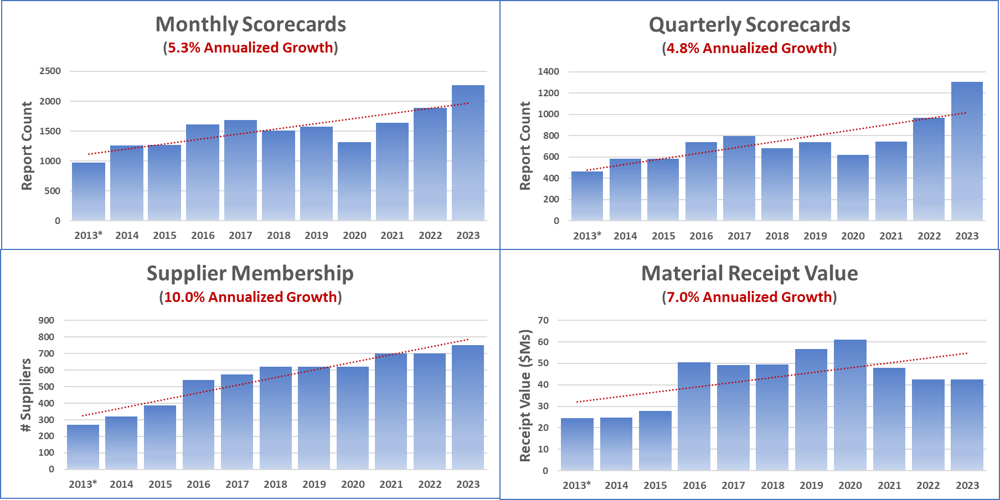 Monthly Scorecards
(5.3% Annualized Growth)
Report Count
2500
2000
1500
1000
500
0
2013* 2014 2015 2016 2017 2018 2019 2020 2021 2022 2023
Quarterly Scorecards
(4.8% Annualized Growth)
Report Count
1400
1200
1000
800
600
400
200
0
2013* 2014 2015 2016 2017 2018 2019 2020 2021 2022 2023
Supplier Membership
(10.0% Annualized Growth)
# Suppliers
900
800
700
600
500
400
300
200
100
0
2013* 2014 2015 2016 2017 2018 2019 2020 2021 2022 2023
Material Receipt Value
(7.0% Annualized Growth)
Receipt Value ($Ms)
70
60
50
40
30
20
10
0
2013* 2014 2015 2016 2017 2018 2019 2020 2021 2022 2023